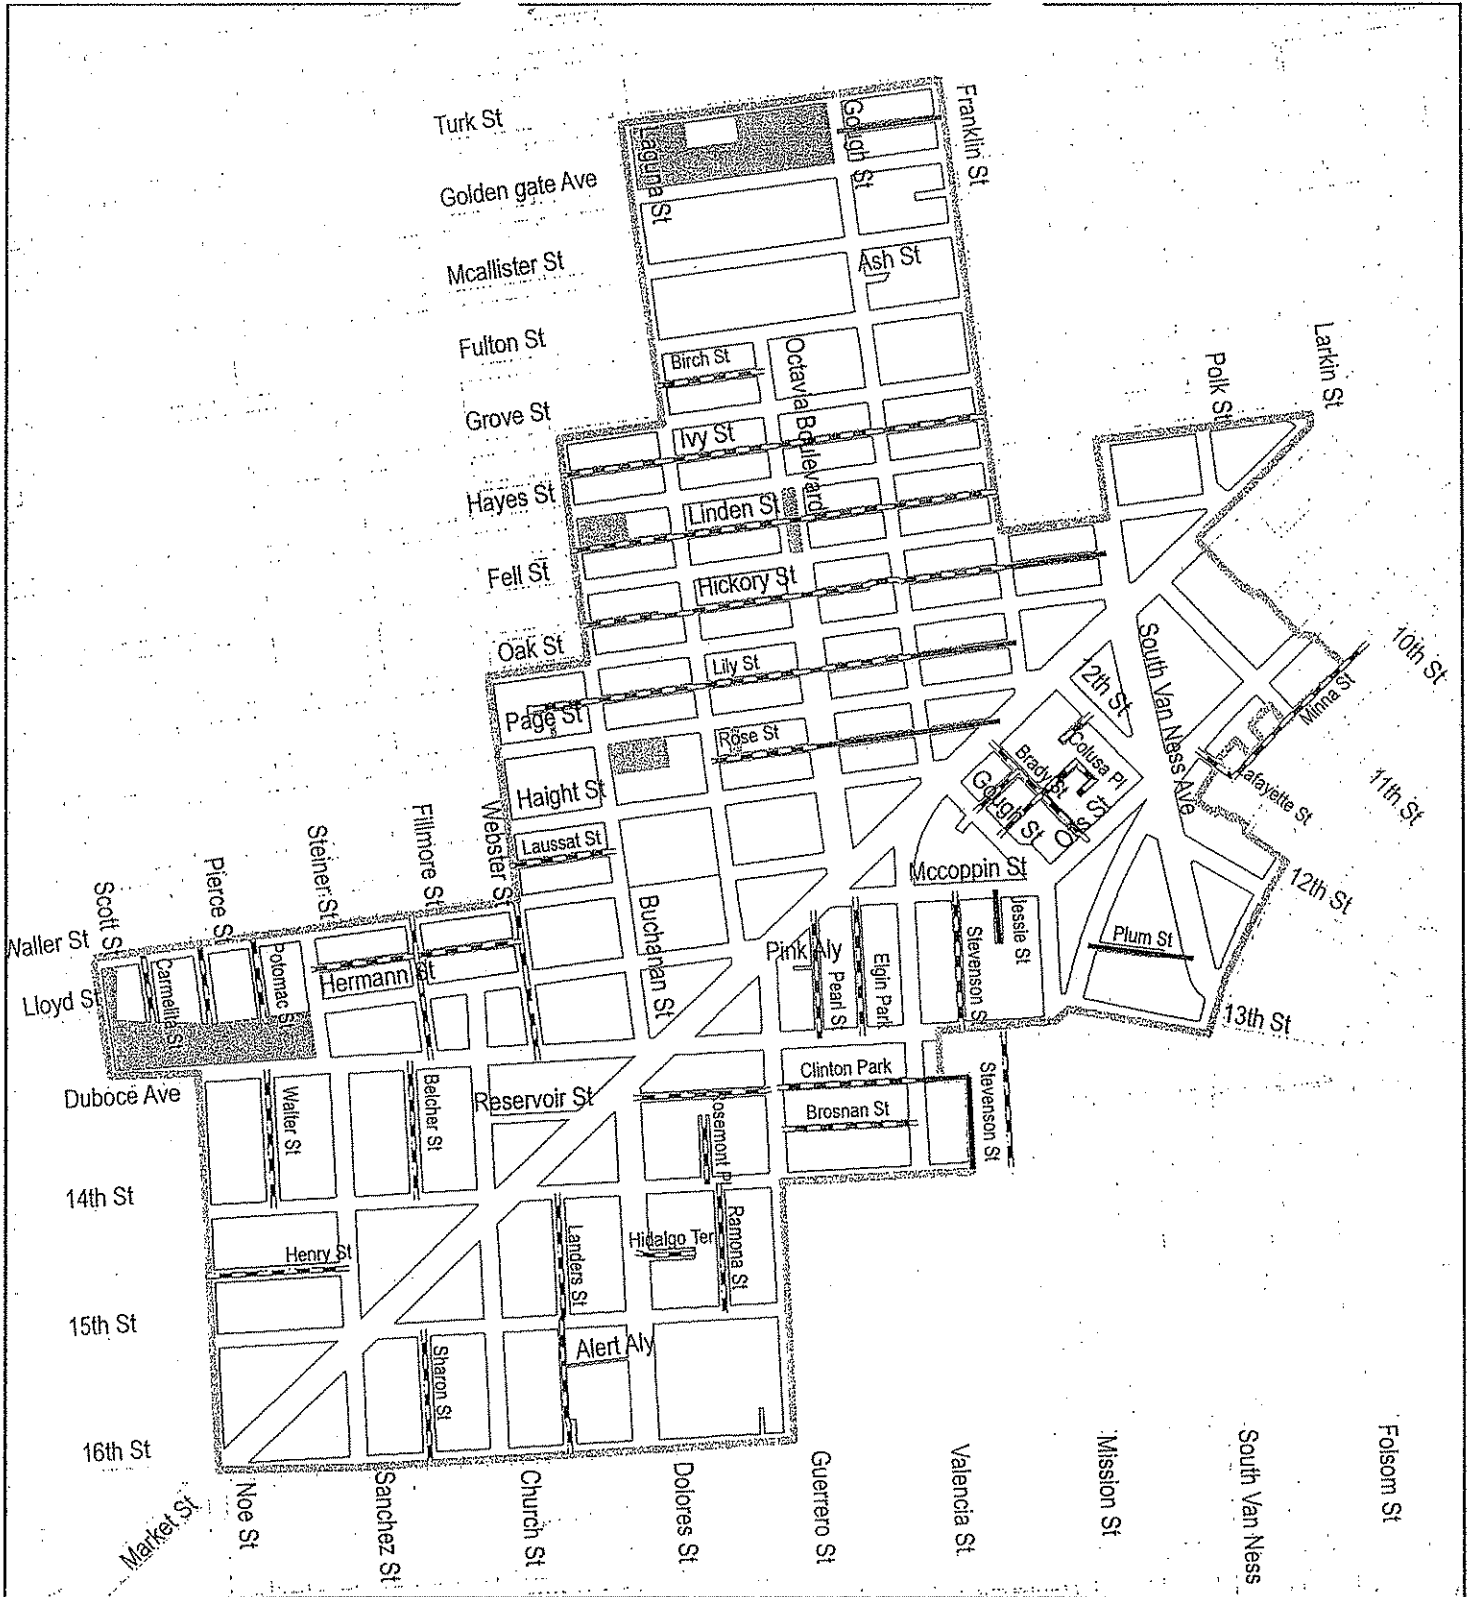 Turk St
Golden gate Ave
Mcallister St
Fulton St
Grove St
Hayes St
Fell St
Oak St
Page St
Haight St
Laussat St
Laguna St
Gough St
Franklin St
Ash St
Birch St
Octavia Boulevard
Ivy St
Linden St
Hickory St
Lily St
Rose St
Polk St
Larkin St
10th St
Minna St
South Van Ness Ave
12th St
Colusa Pl
Brady St
Gough St
Otis St
Lafayette St
11th St
12th St
Mccoppin St
Jessie St
Plum St
13th St
Stevenson S
Elgin Park
Pearl S
Pink Aly
Buchanan St
Webster St
Fillmore St
Steiner St
Pierce S
Scott S
Waller St
Lloyd S
Carmelita St
Potomac St
Hermann St
Duboce Ave
Walter St
Belcher St
Reservoir St
Clinton Park
Brosnan St
Stevenson St
Rosemont Pl
14th St
Henry St
Landers St
Hidalgo Ter
Ramona St
15th St
Sharon St
Alert Aly
16th St
Market St
Noe St
Sanchez St
Church St
Dolores St
Guerrero St
Valencia St
Mission St
South Van Ness
Folsom St